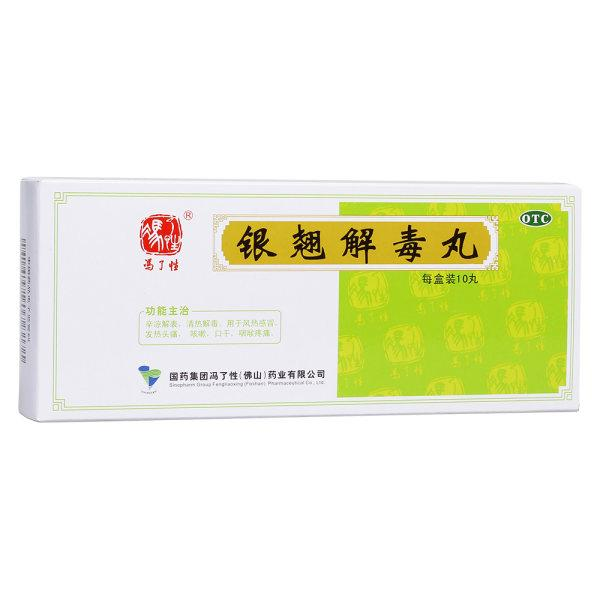 冯了性
®
冯了性
银翘解毒丸
OTC
每盒装10丸
功能主治
辛凉解表，清热解毒。用于风热感冒，
发热头痛，咳嗽，口干，咽喉疼痛。
国药集团冯了性(佛山)药业有限公司
Sinopharm Group Fengliaoxing (Foshan) Pharmaceutical Co., Ltd.